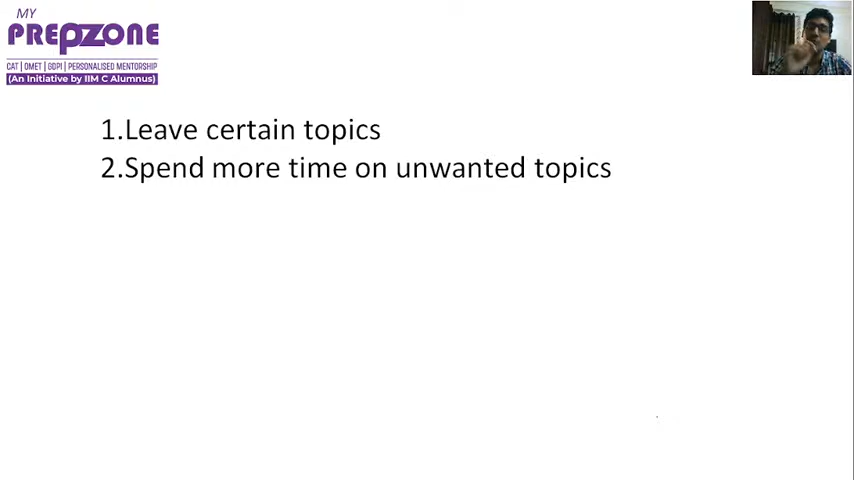 MY
PREPZONE
CAT | OMET | GDPI | PERSONALISED MENTORSHIP
(An Initiative by IIM C Alumnus)
1.Leave certain topics
2.Spend more time on unwanted topics